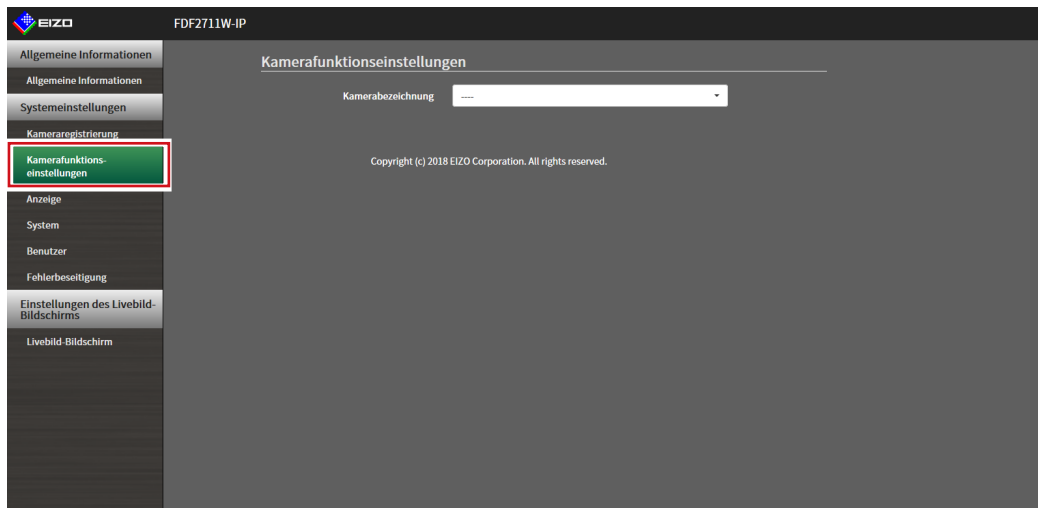 EIZO
FDF2711W-IP
Allgemeine Informationen
Allgemeine Informationen
Systemeinstellungen
Kameraregistrierung
Kamerafunktions-
einstellungen
Anzeige
System
Benutzer
Fehlerbeseitigung
Einstellungen des Livebild-
Bildschirms
Livebild-Bildschirm
Kamerafunktionseinstellungen
Kamerabezeichnung
----
Copyright (c) 2018 EIZO Corporation. All rights reserved.